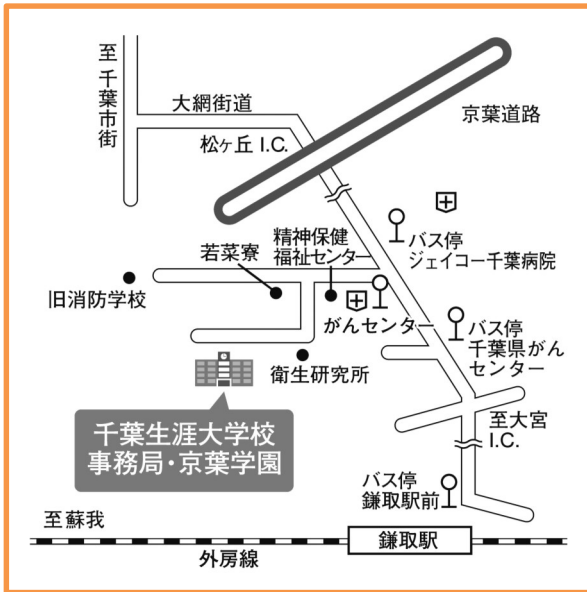 至千葉市街
大網街道
松ヶ丘 I.C.
京葉道路
バス停
ジェイコー千葉病院
精神保健
福祉センター
若菜寮
旧消防学校
がんセンター
バス停
千葉県がん
センター
衛生研究所
千葉生涯大学校
事務局・京葉学園
至大宮
I.C.
バス停
鎌取駅前
至蘇我
鎌取駅
外房線